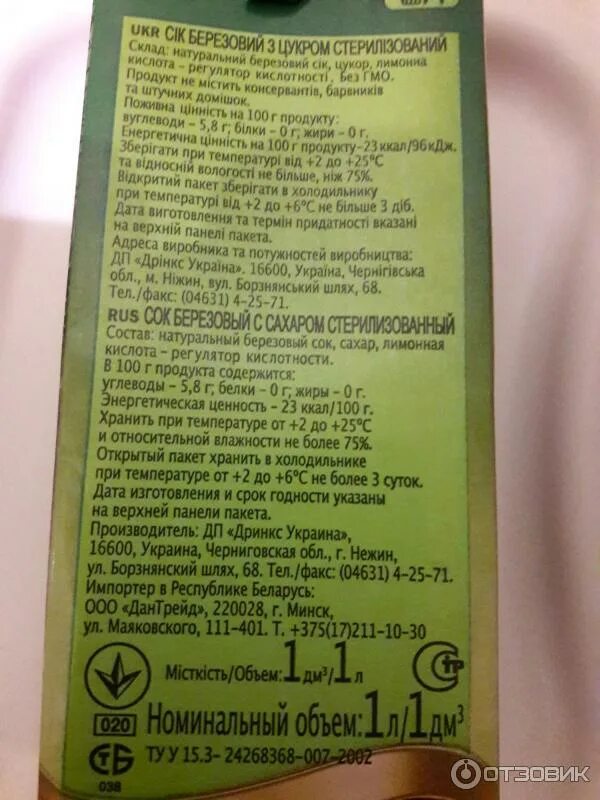 UKR СІК БЕРЕЗОВИЙ З ЦУКРОМ СТЕРИЛІЗОВАНИЙ
Склад: натуральний березовий сік, цукор, лимонна
кислота – регулятор кислотності. Без ГМО.
Продукт не містить консервантів, барвників
та штучних домішок.
Поживна цінність на 100 г продукту:
вуглеводи – 5,8 г; білки – 0 г; жири – 0 г.
Енергетична цінність на 100 г продукту–23 ккал/96кДж.
Зберігати при температурі від +2 до +25°С
та відносній вологості не більше, ніж 75%.
Відкритий пакет зберігати в холодильнику
при температурі від +2 до +6°С не більше 3 діб.
Дата виготовлення та термін придатності вказані
на верхній панелі пакета.
Адреса виробника та потужностей виробництва:
ДП «Дрінкс Україна». 16600, Україна, Чернігівська
обл., м. Ніжин, вул. Борзнянський шлях, 68.
Тел./факс: (04631) 4-25-71.
RUS СОК БЕРЕЗОВЫЙ С САХАРОМ СТЕРИЛИЗОВАННЫЙ
Состав: натуральный березовый сок, сахар, лимонная
кислота – регулятор кислотности.
В 100 г продукта содержится:
углеводы – 5,8 г; белки – 0 г; жиры – 0 г.
Энергетическая ценность – 23 ккал/100 г.
Хранить при температуре от +2 до +25°С
и относительной влажности не более 75%.
Открытый пакет хранить в холодильнике
при температуре от +2 до +6°С не более 3 суток.
Дата изготовления и срок годности указаны
на верхней панели пакета.
Производитель: ДП «Дринкс Украина»,
16600, Украина, Черниговская обл., г. Нежин,
ул. Борзнянский шлях, 68. Тел./факс: (04631) 4-25-71.
Импортер в Республике Беларусь:
ООО «ДанТрейд», 220028, г. Минск,
ул. Маяковского, 111-401. Т. +375(17)211-10-30
Місткість/Объем: 1 дм³/1 л
020
Номинальный объем: 1 л/1 дм³
ТУ У 15.3- 24268368-007-2002
СТБ
038
ОТЗОВИК